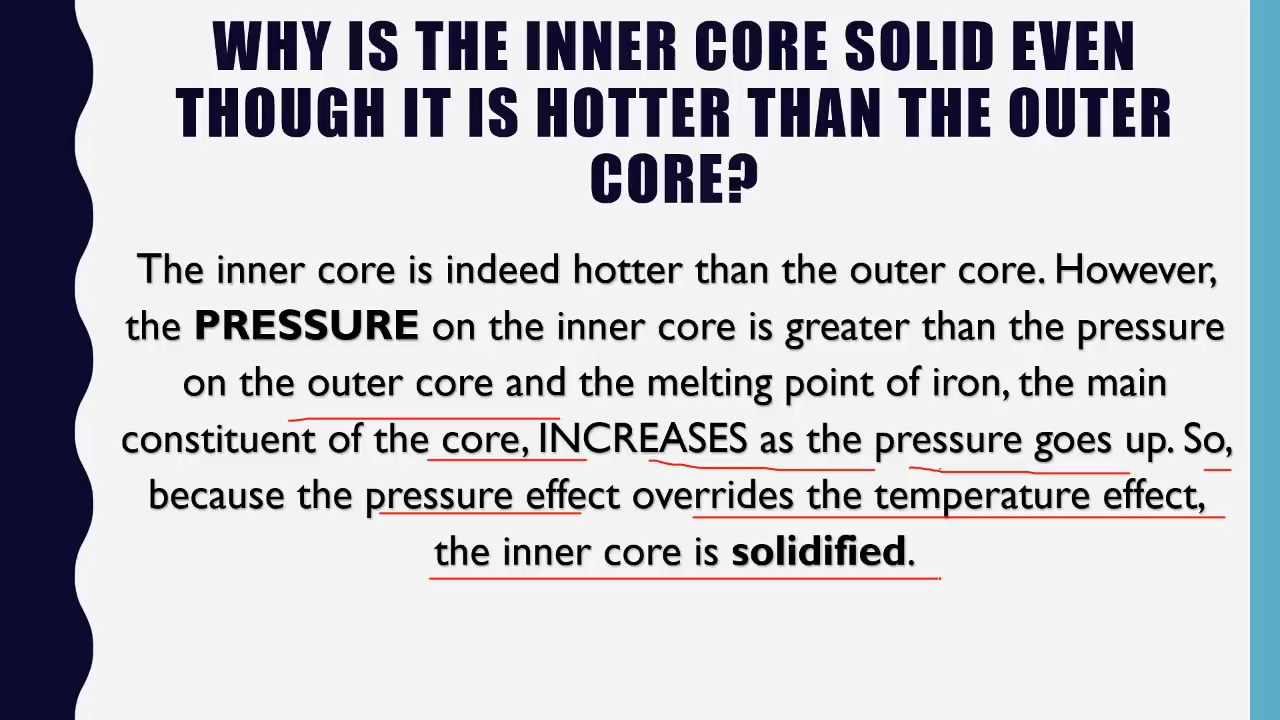 WHY IS THE INNER CORE SOLID EVEN
THOUGH IT IS HOTTER THAN THE OUTER
CORE?
The inner core is indeed hotter than the outer core. However,
the PRESSURE on the inner core is greater than the pressure
on the outer core and the melting point of iron, the main
constituent of the core, INCREASES as the pressure goes up. So,
because the pressure effect overrides the temperature effect,
the inner core is solidified.